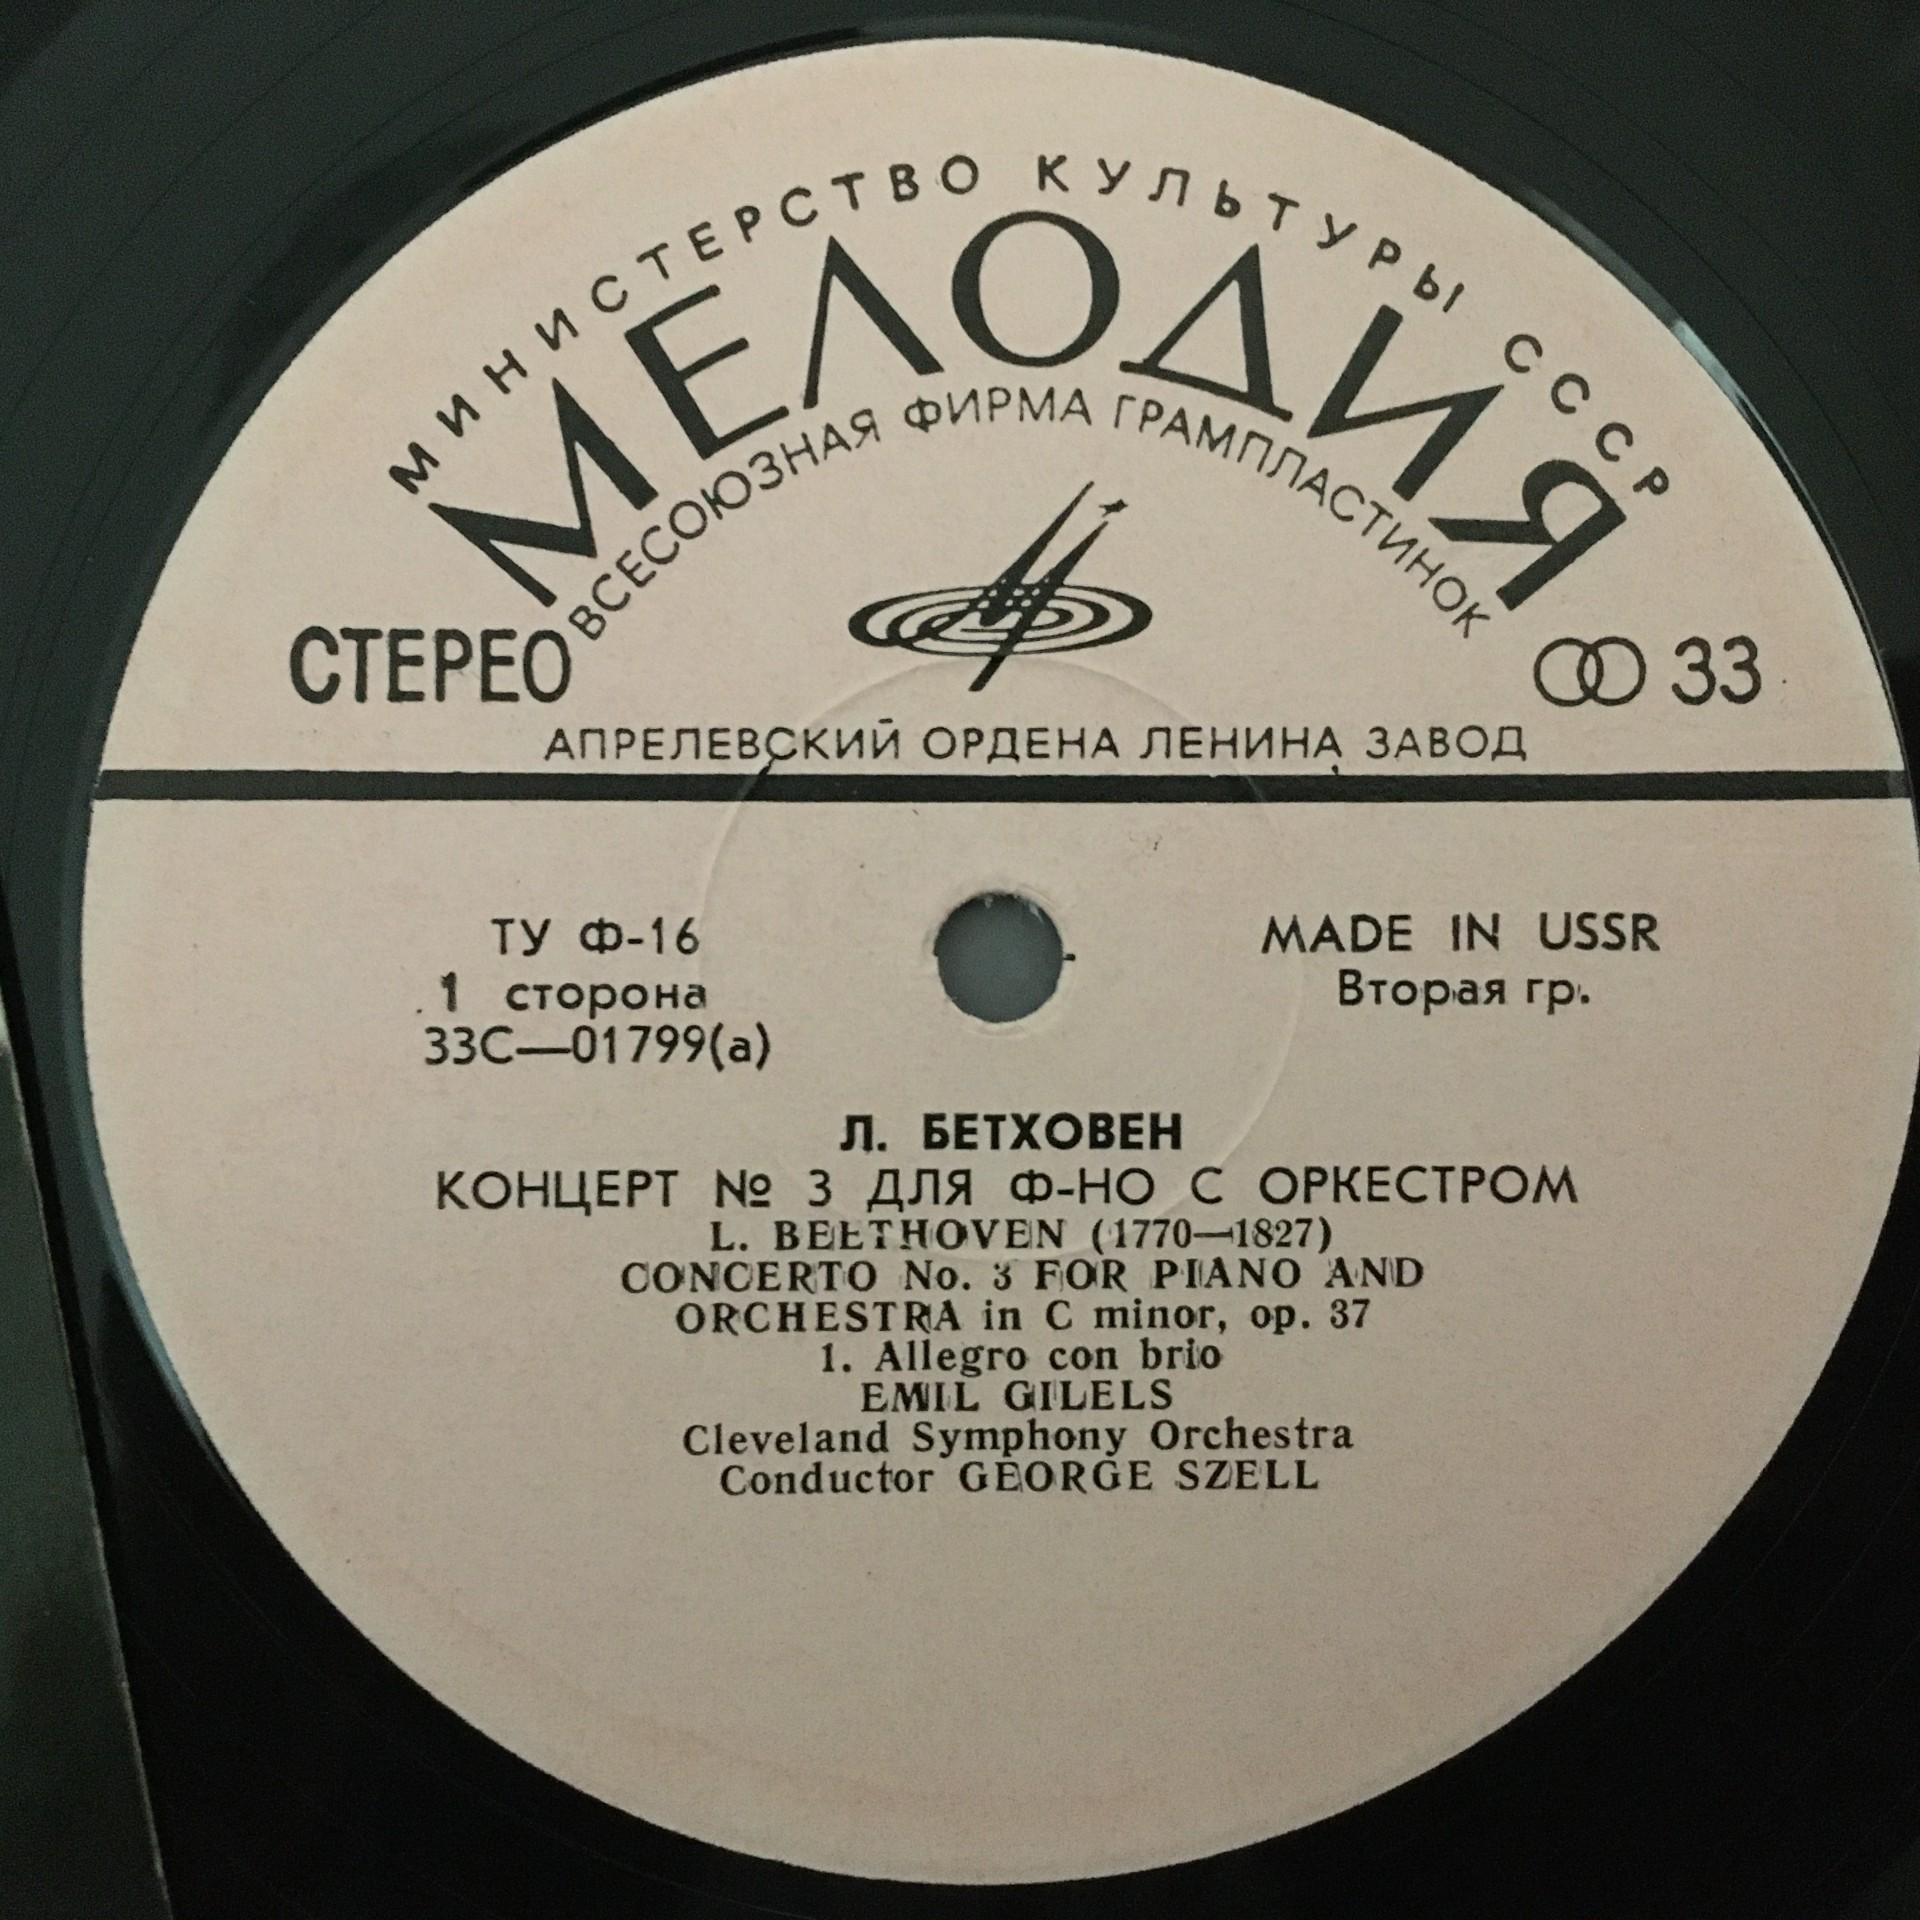 МИНИСТЕРСТВО КУЛЬТУРЫ СССР
МЕЛОДИЯ
ВСЕСОЮЗНАЯ ФИРМА ГРАМПЛАСТИНОК
СТЕРЕО
33
АПРЕЛЕВСКИЙ ОРДЕНА ЛЕНИНА ЗАВОД
ТУ Ф-16
1 сторона
33С—01799(а)
MADE IN USSR
Вторая гр.
Л. БЕТХОВЕН
КОНЦЕРТ № 3 ДЛЯ Ф-НО С ОРКЕСТРОМ
L. BEETHOVEN (1770—1827)
CONCERTO No. 3 FOR PIANO AND
ORCHESTRA in C minor, op. 37
1. Allegro con brio
EMIL GILELS
Cleveland Symphony Orchestra
Conductor GEORGE SZELL